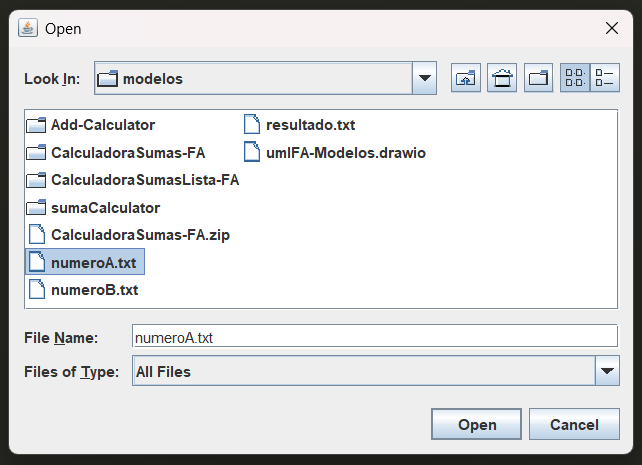 Open
Look In: modelos
Add-Calculator
CalculadoraSumas-FA
CalculadoraSumasLista-FA
sumaCalculator
CalculadoraSumas-FA.zip
numeroA.txt
numeroB.txt
resultado.txt
umlFA-Modelos.drawio
File Name: numeroA.txt
Files of Type: All Files
Open Cancel